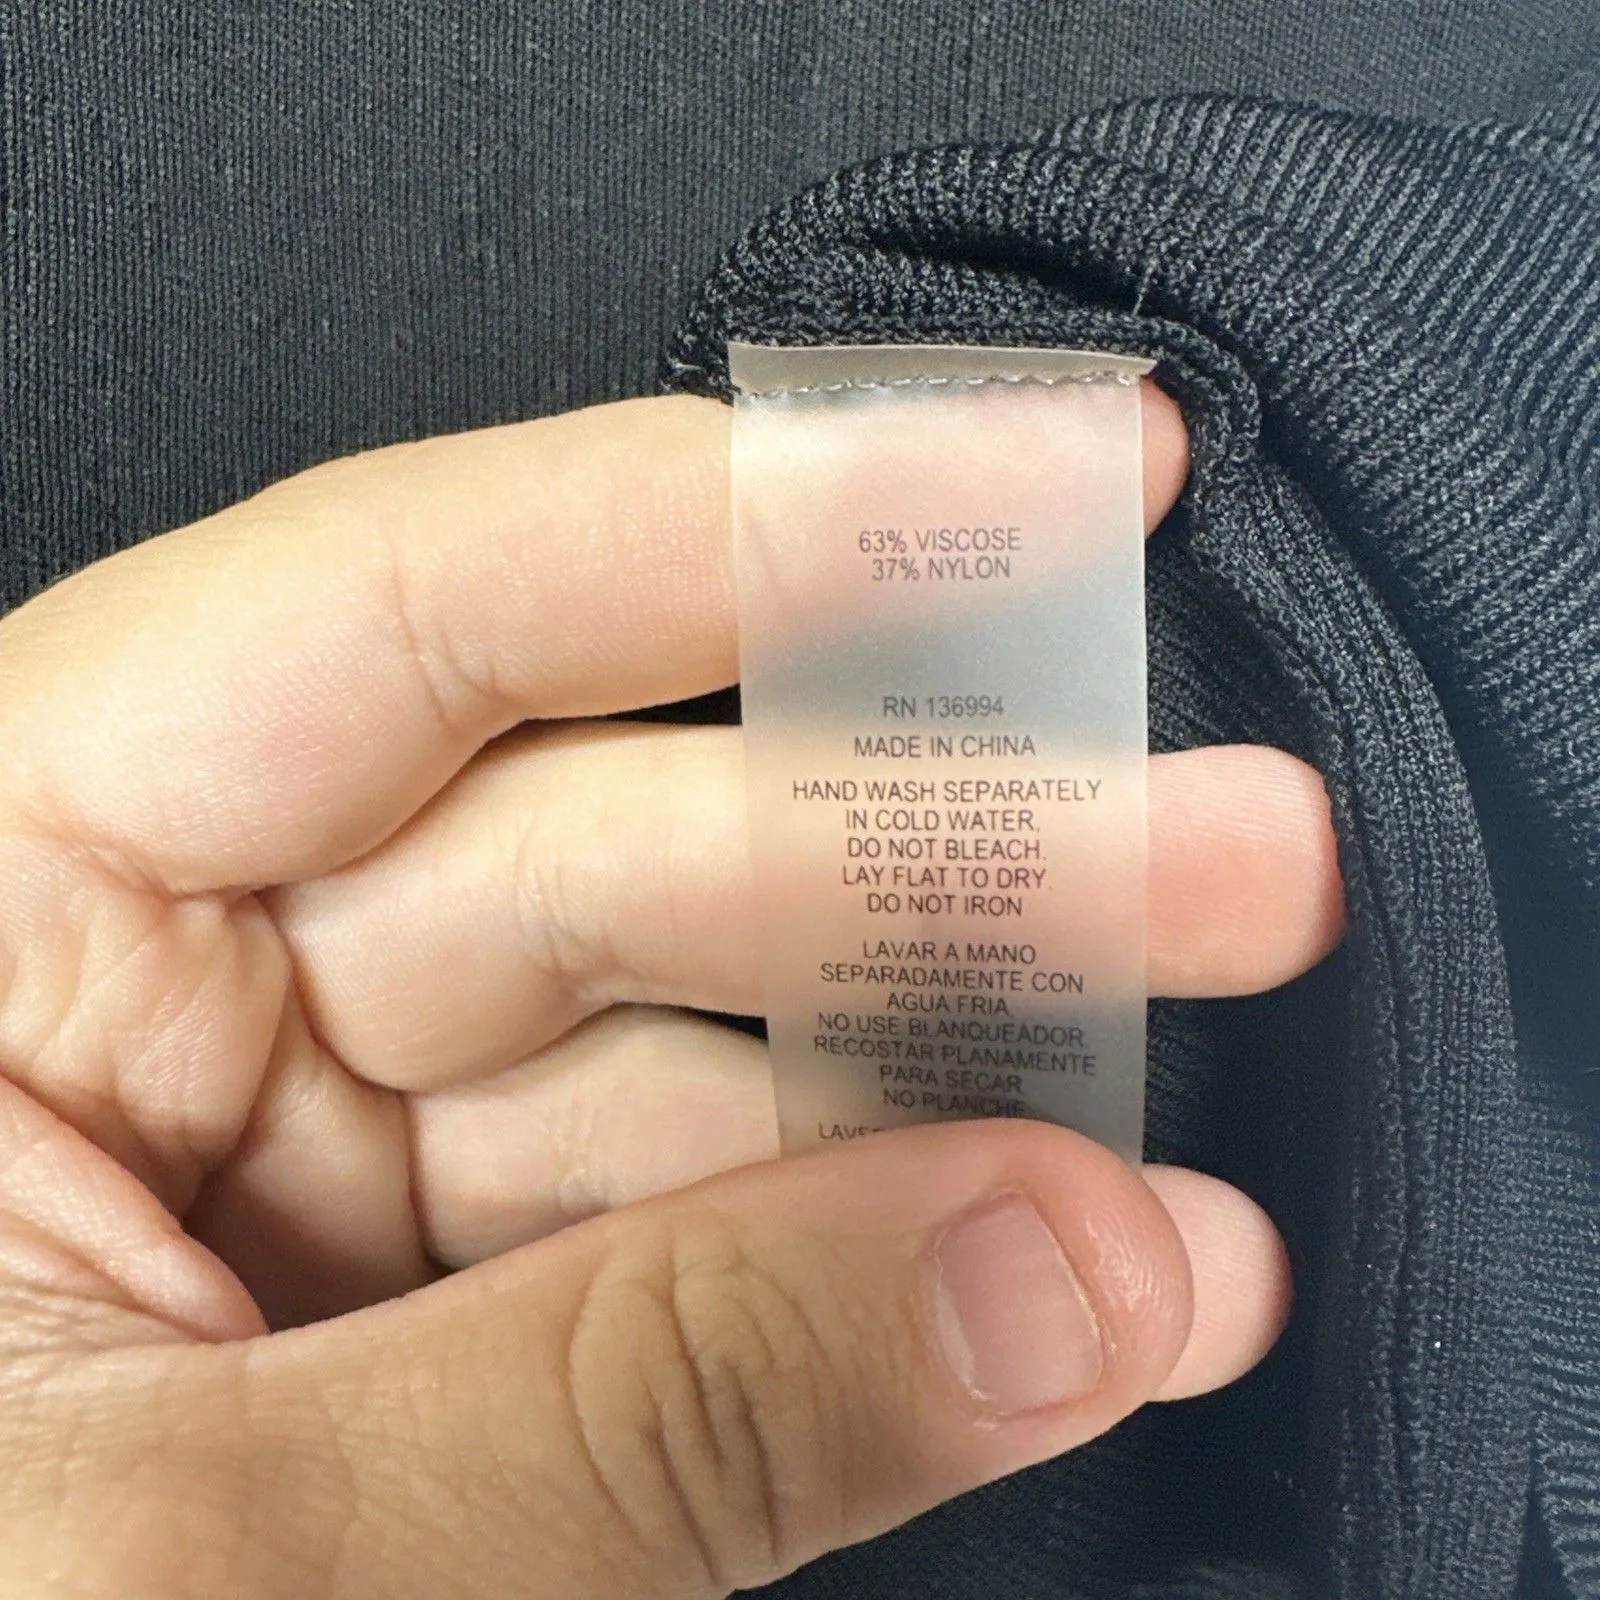 63% VISCOSE
37% NYLON
RN 136994
MADE IN CHINA
HAND WASH SEPARATELY
IN COLD WATER.
DO NOT BLEACH.
LAY FLAT TO DRY.
DO NOT IRON
LAVAR A MANO
SEPARADAMENTE CON
AGUA FRIA.
NO USE BLANQUEADOR.
RECOSTAR PLANAMENTE
PARA SECAR
NO PLANCHE